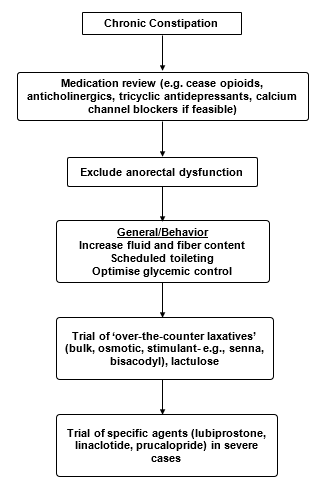 Chronic Constipation
Medication review (e.g. cease opioids,
anticholinergics, tricyclic antidepressants, calcium
channel blockers if feasible)
Exclude anorectal dysfunction
General/Behavior
Increase fluid and fiber content
Scheduled toileting
Optimise glycemic control
Trial of ‘over-the-counter laxatives’
(bulk, osmotic, stimulant- e.g., senna,
bisacodyl), lactulose
Trial of specific agents (lubiprostone,
linaclotide, prucalopride) in severe
cases